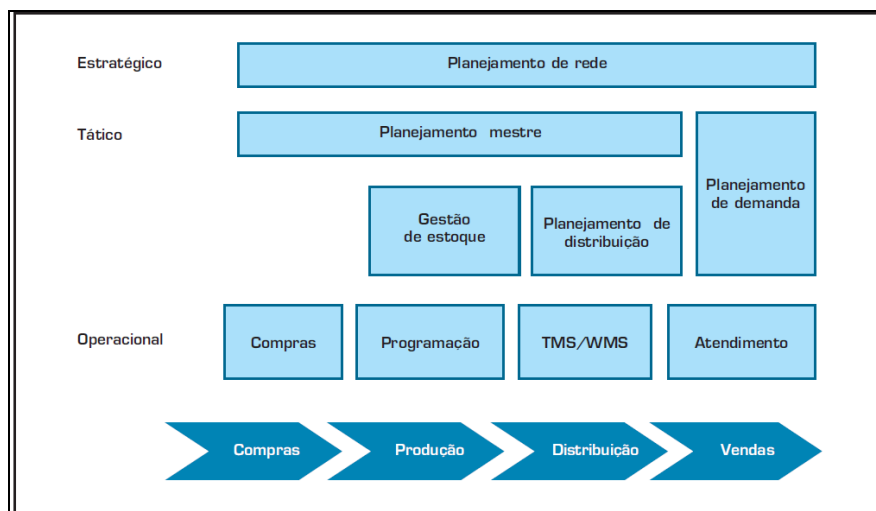 Estratégico
Planejamento de rede
Tático
Planejamento mestre
Planejamento
de demanda
Gestão
de estoque
Planejamento de
distribuição
Operacional
Compras
Programação
TMS/WMS
Atendimento
Compras
Produção
Distribuição
Vendas